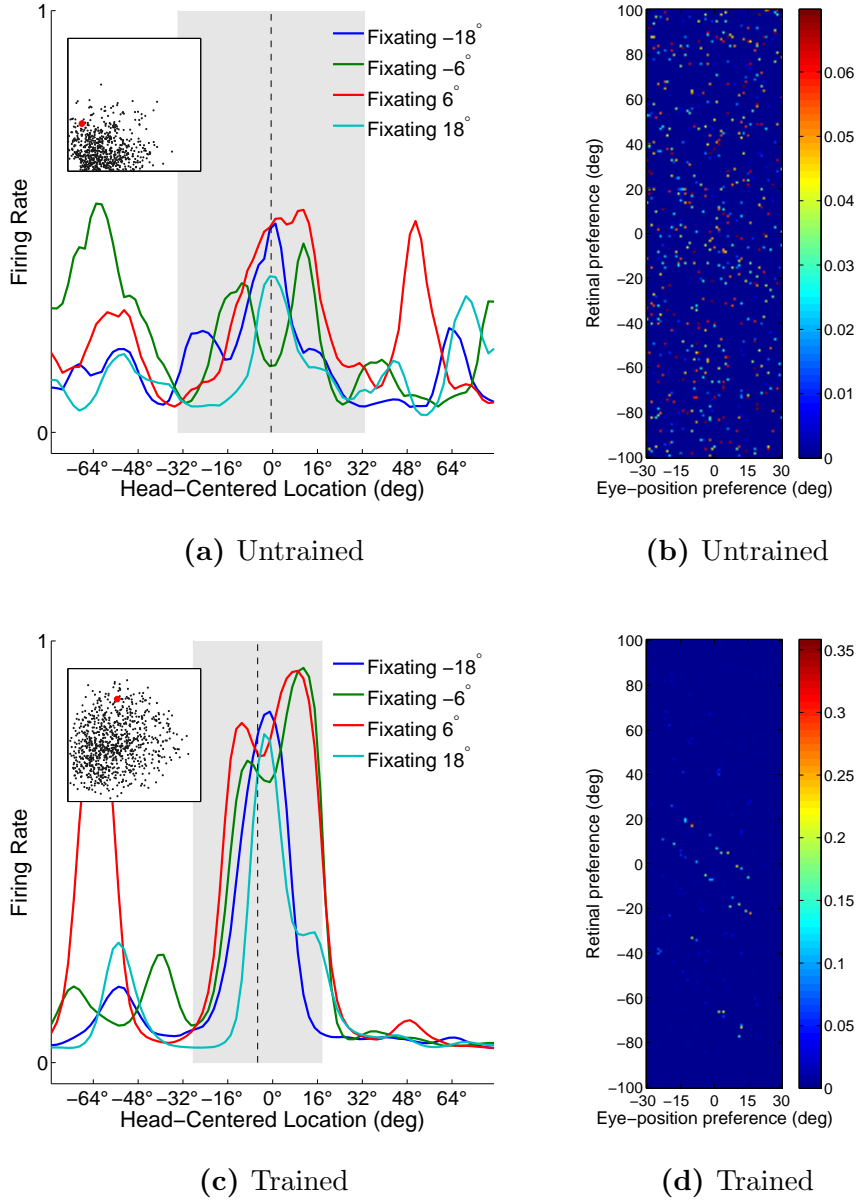 1
Firing Rate
0
Fixating −18°
Fixating −6°
Fixating 6°
Fixating 18°
−64° −48° −32° −16° 0° 16° 32° 48° 64°
Head−Centered Location (deg)
(a) Untrained
100
80
60
40
20
0
−20
−40
−60
−80
−100
Retinal preference (deg)
−30 −15 0 15 30
Eye−position preference (deg)
0.06
0.05
0.04
0.03
0.02
0.01
0
(b) Untrained
1
Firing Rate
0
Fixating −18°
Fixating −6°
Fixating 6°
Fixating 18°
−64° −48° −32° −16° 0° 16° 32° 48° 64°
Head−Centered Location (deg)
(c) Trained
100
80
60
40
20
0
−20
−40
−60
−80
−100
Retinal preference (deg)
−30 −15 0 15 30
Eye−position preference (deg)
0.35
0.3
0.25
0.2
0.15
0.1
0.05
0
(d) Trained